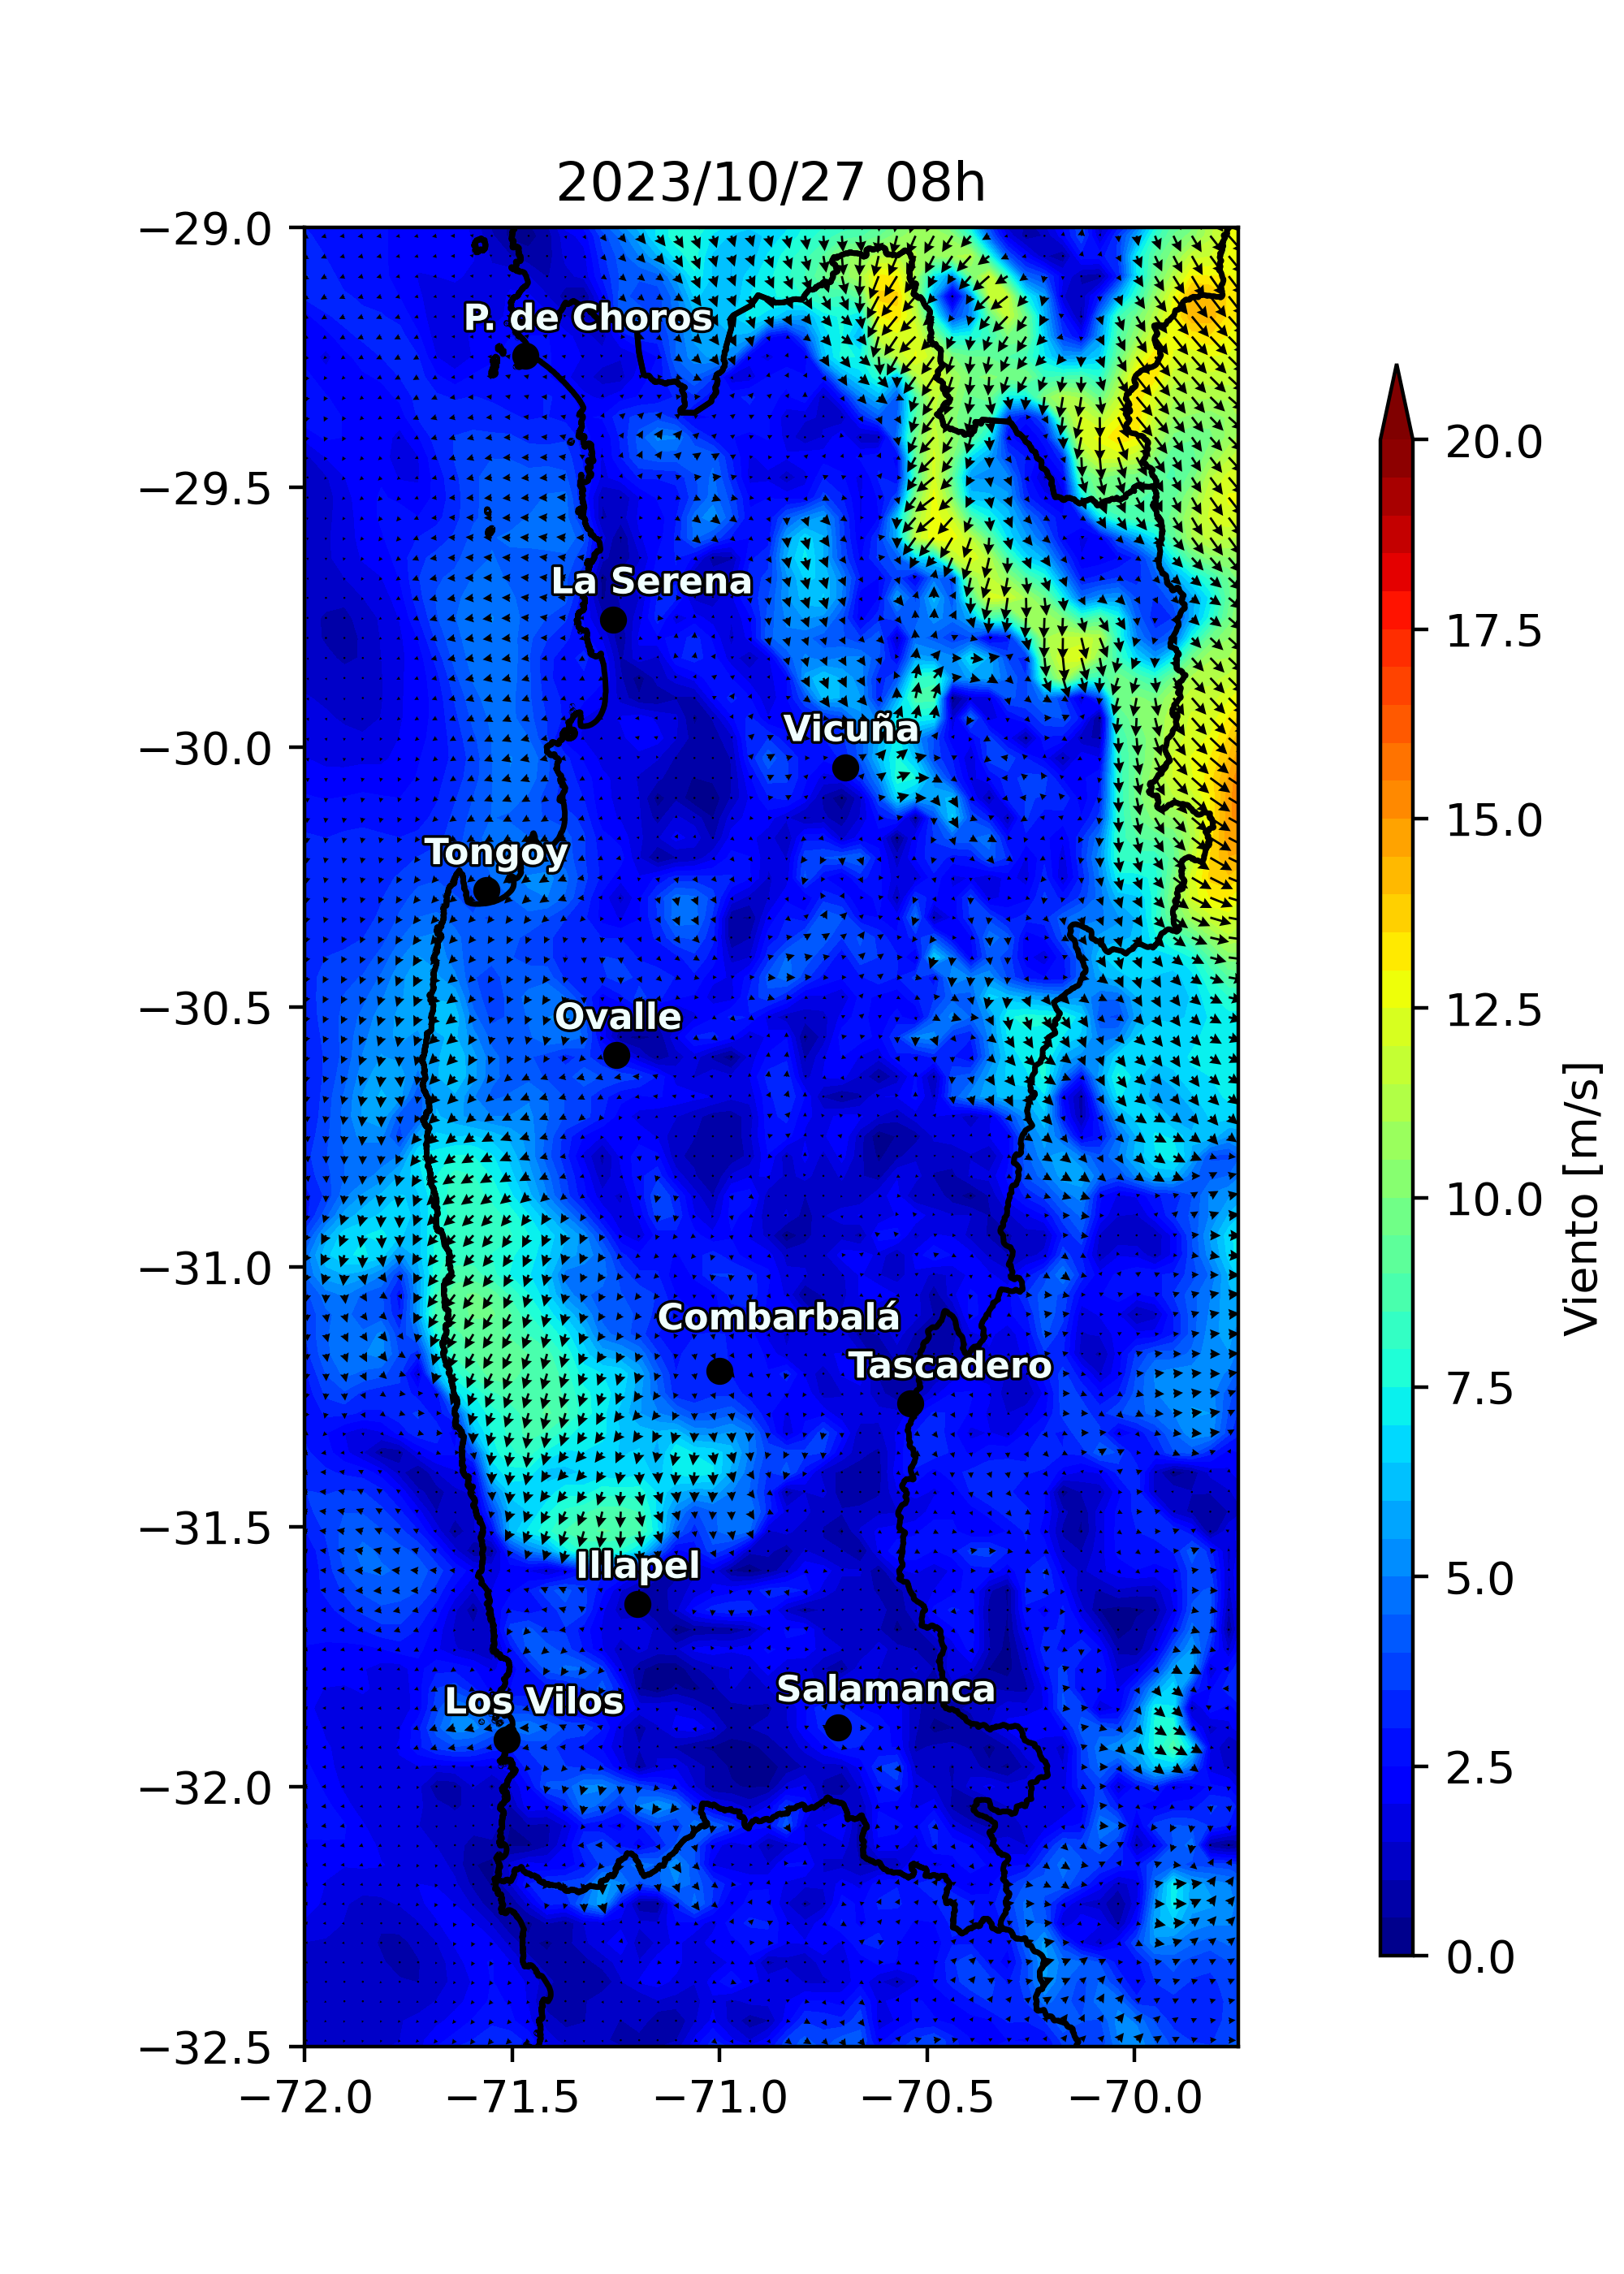 2023/10/27 08h
−29.0
−29.5
−30.0
−30.5
−31.0
−31.5
−32.0
−32.5
−72.0
−71.5
−71.0
−70.5
−70.0
P. de Choros
La Serena
Vicuña
Tongoy
Ovalle
Combarbalá
Tascadero
Illapel
Salamanca
Los Vilos
20.0
17.5
15.0
12.5
10.0
7.5
5.0
2.5
0.0
Viento [m/s]